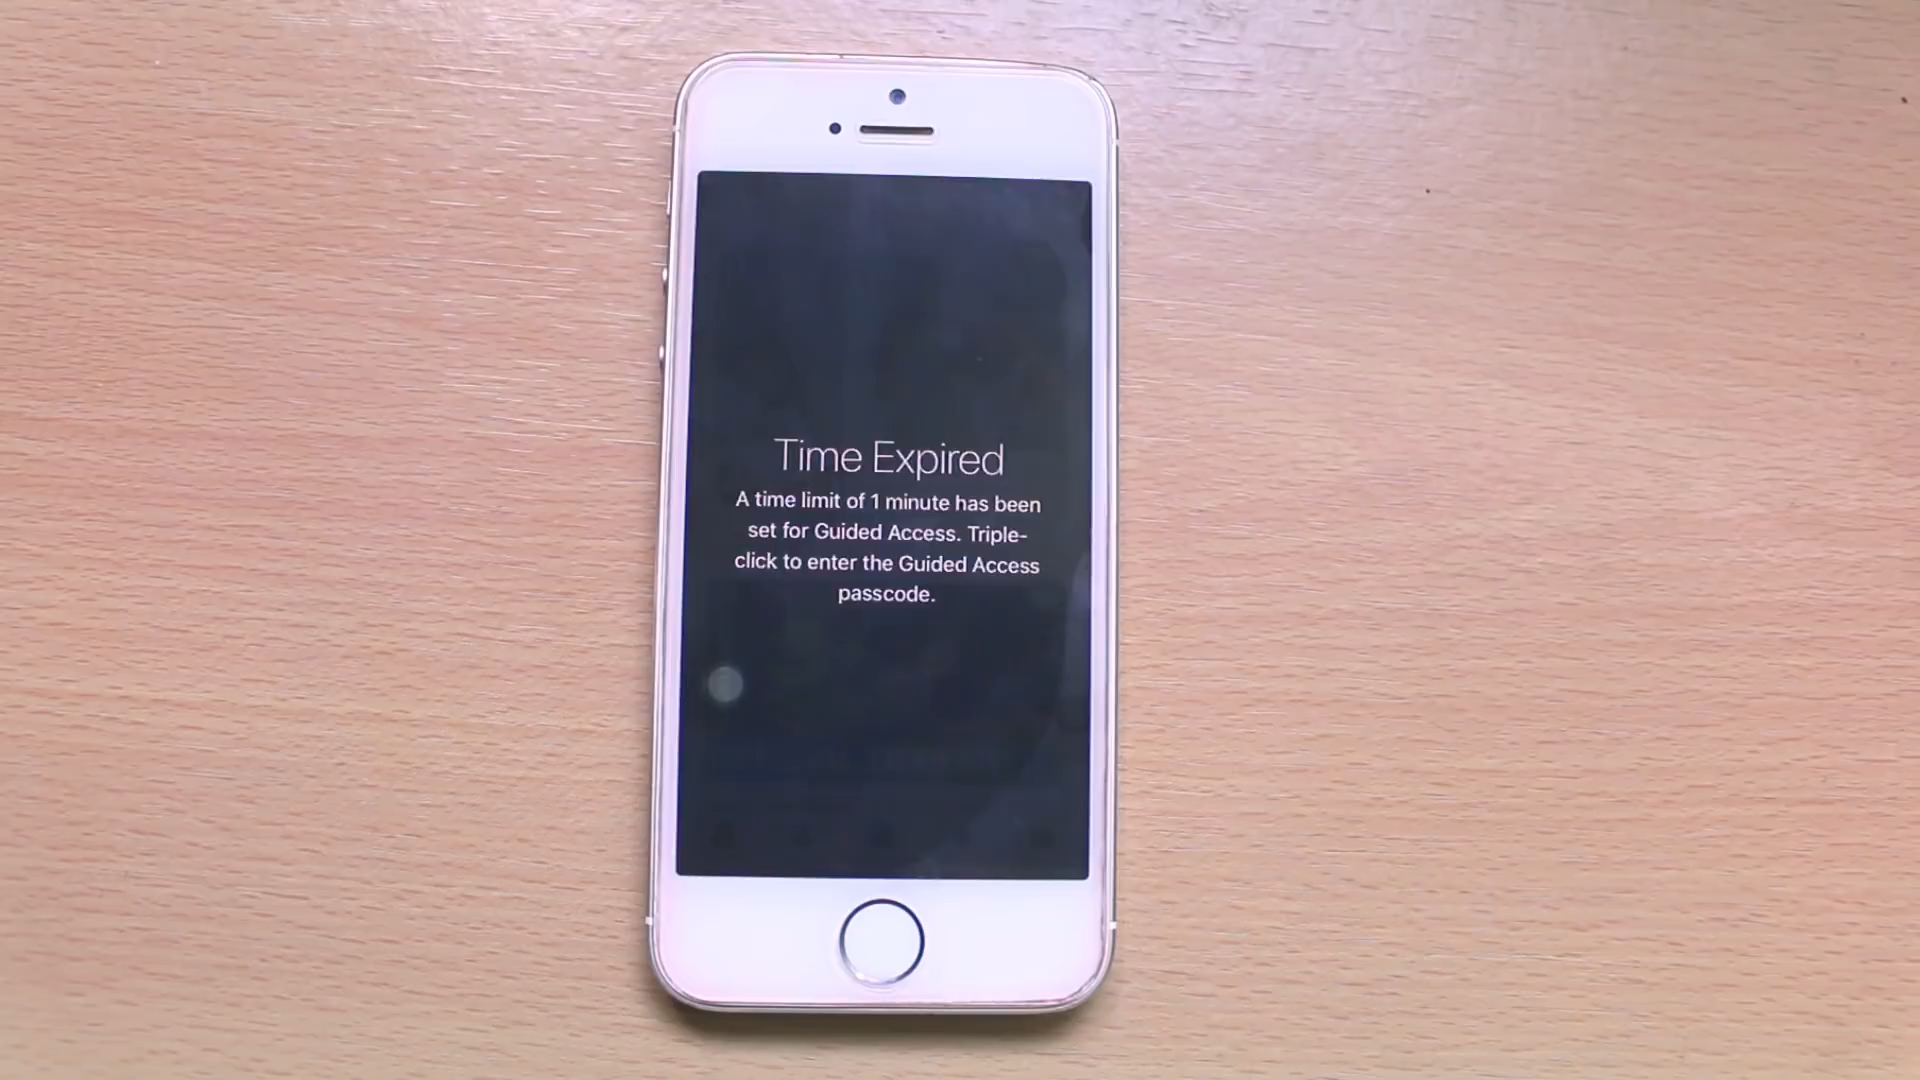 Time Expired
A time limit of 1 minute has been
set for Guided Access. Triple-
click to enter the Guided Access
passcode.